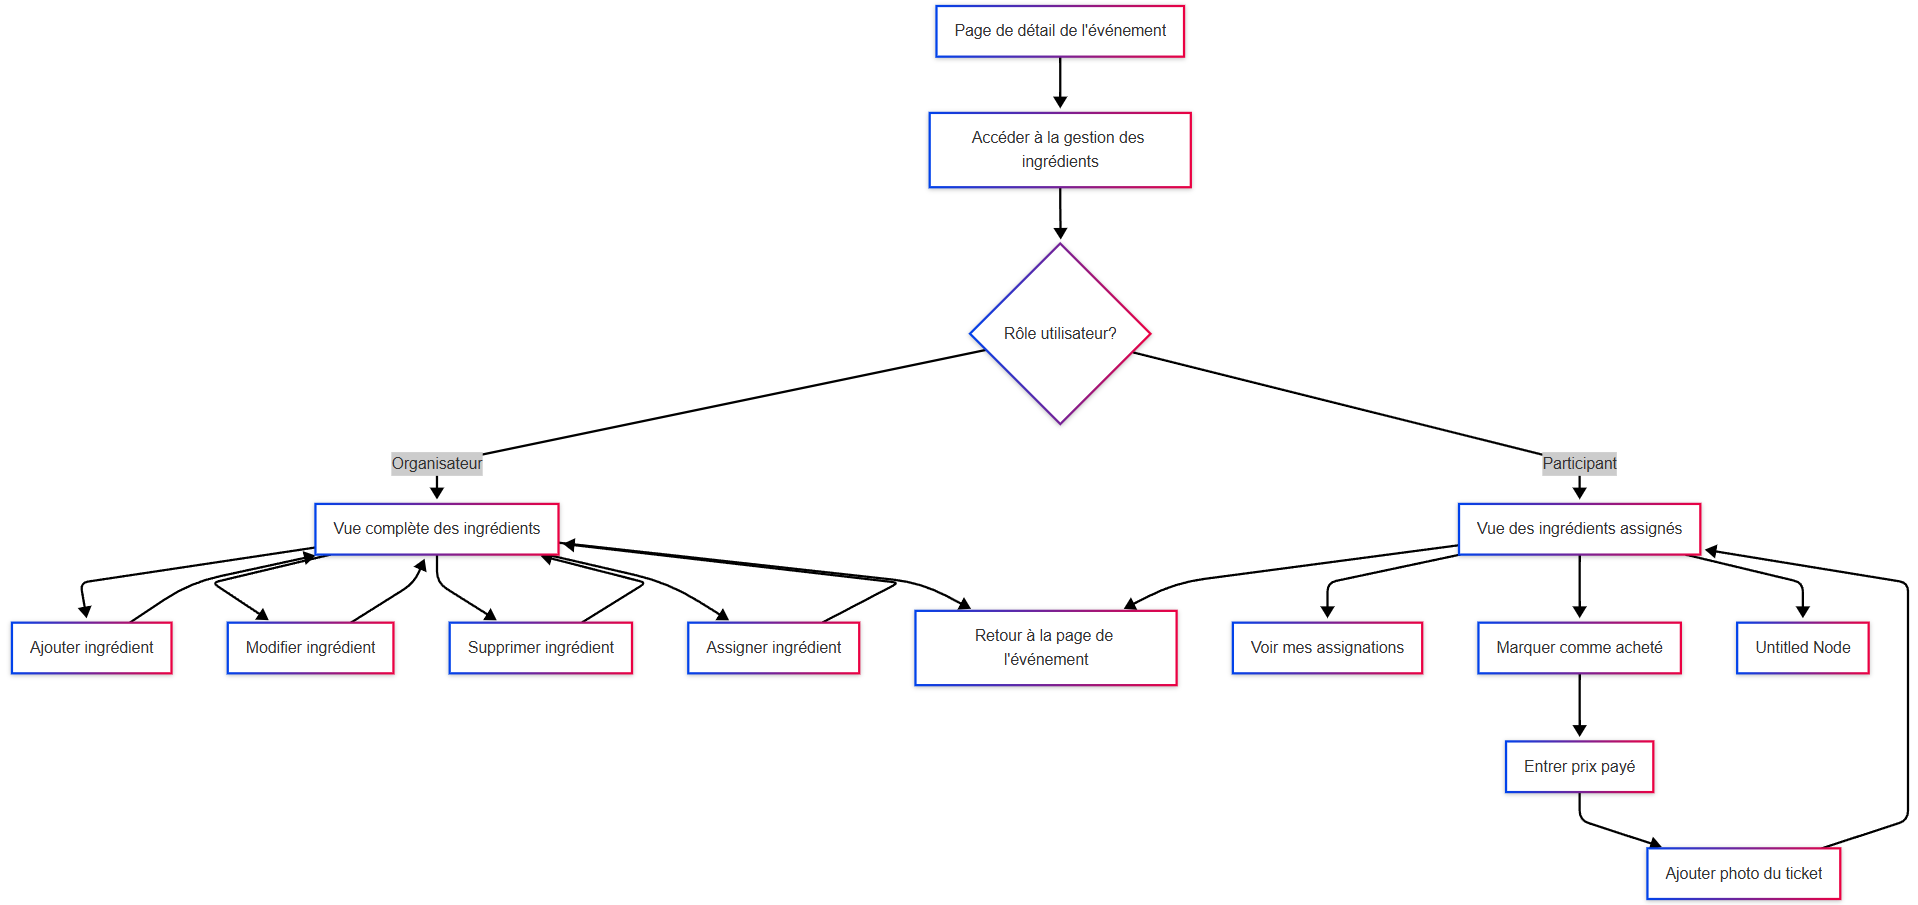 Page de détail de l'événement
Accéder à la gestion des
ingrédients
Rôle utilisateur?
Organisateur
Participant
Vue complète des ingrédients
Vue des ingrédients assignés
Ajouter ingrédient
Modifier ingrédient
Supprimer ingrédient
Assigner ingrédient
Retour à la page de
l'événement
Voir mes assignations
Marquer comme acheté
Untitled Node
Entrer prix payé
Ajouter photo du ticket